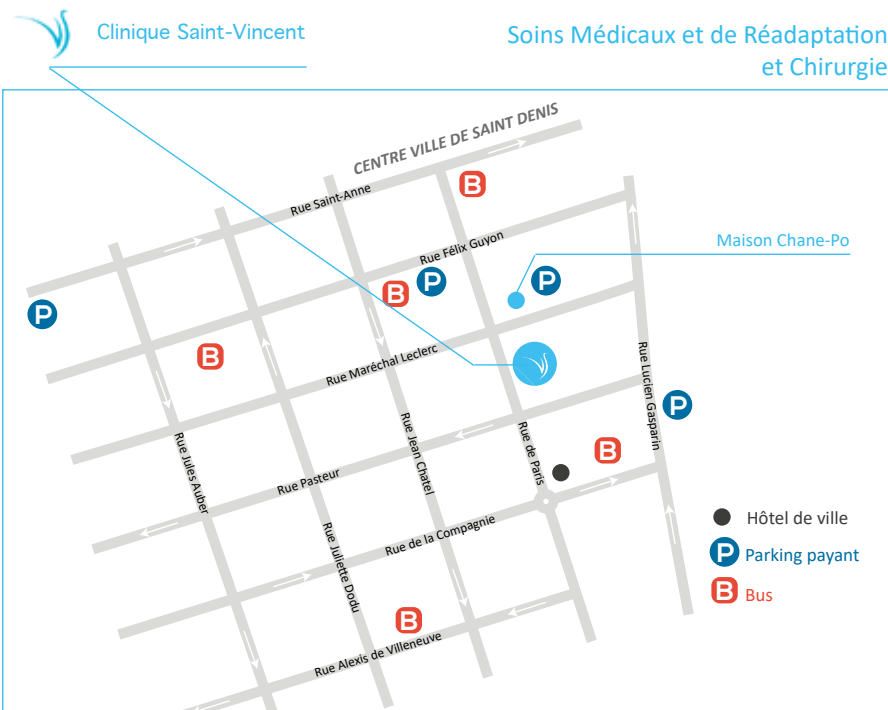 Clinique Saint-Vincent
Soins Médicaux et de Réadaptation
et Chirurgie
CENTRE VILLE DE SAINT DENIS
Rue Saint-Anne
B
Rue Félix Guyon
Maison Chane-Po
P
P
B
P
B
Rue Maréchal Leclerc
Rue Lucien Gasparin
P
Rue Jules Auber
Rue Jean Chatel
Rue de Paris
B
Rue Pasteur
Rue de la Compagnie
Rue Juliette Dodu
Hôtel de ville
P Parking payant
B Bus
B
Rue Alexis de Villeneuve